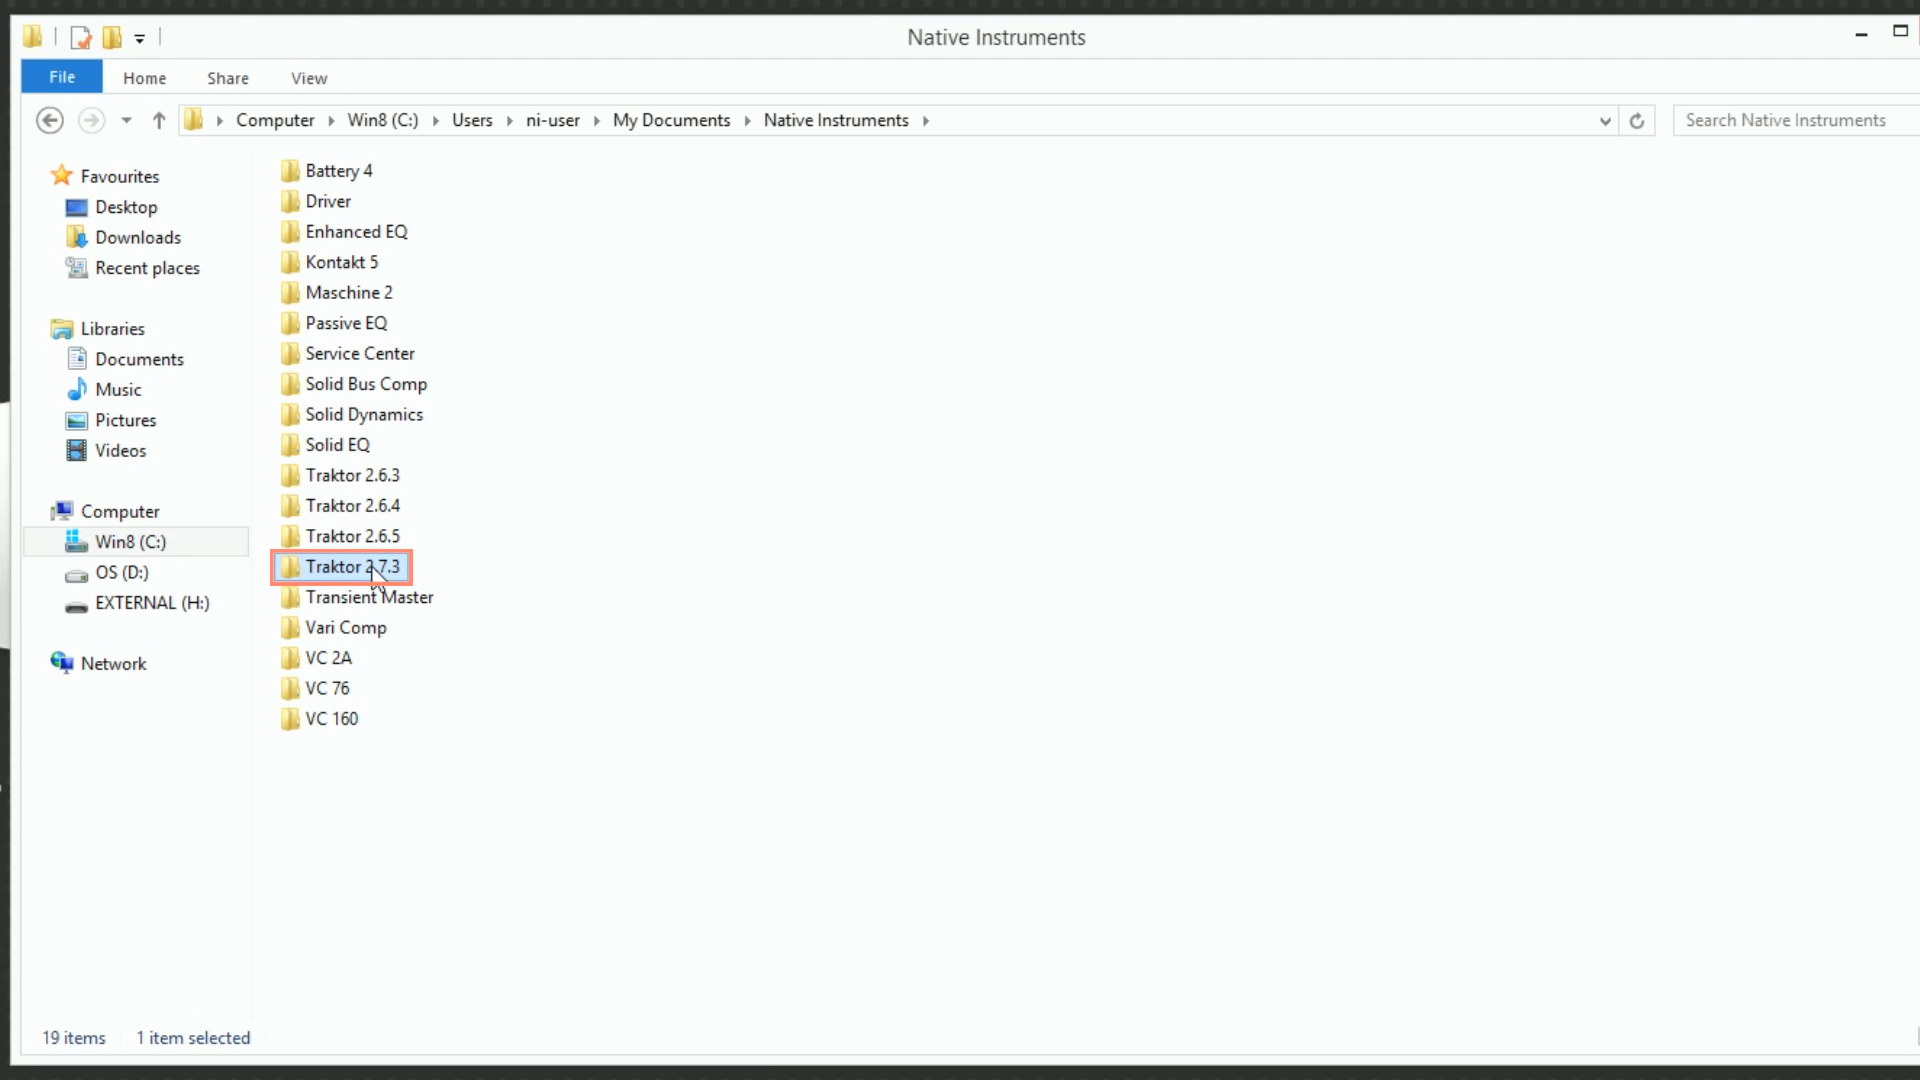 Native Instruments
File Home Share View
Computer Win8 (C:) Users ni-user My Documents Native Instruments
Search Native Instruments
Favourites
Desktop
Downloads
Recent places
Libraries
Documents
Music
Pictures
Videos
Computer
Win8 (C:)
OS (D:)
EXTERNAL (H:)
Network
Battery 4
Driver
Enhanced EQ
Kontakt 5
Maschine 2
Passive EQ
Service Center
Solid Bus Comp
Solid Dynamics
Solid EQ
Traktor 2.6.3
Traktor 2.6.4
Traktor 2.6.5
Traktor 2.7.3
Transient Master
Vari Comp
VC 2A
VC 76
VC 160
19 items 1 item selected